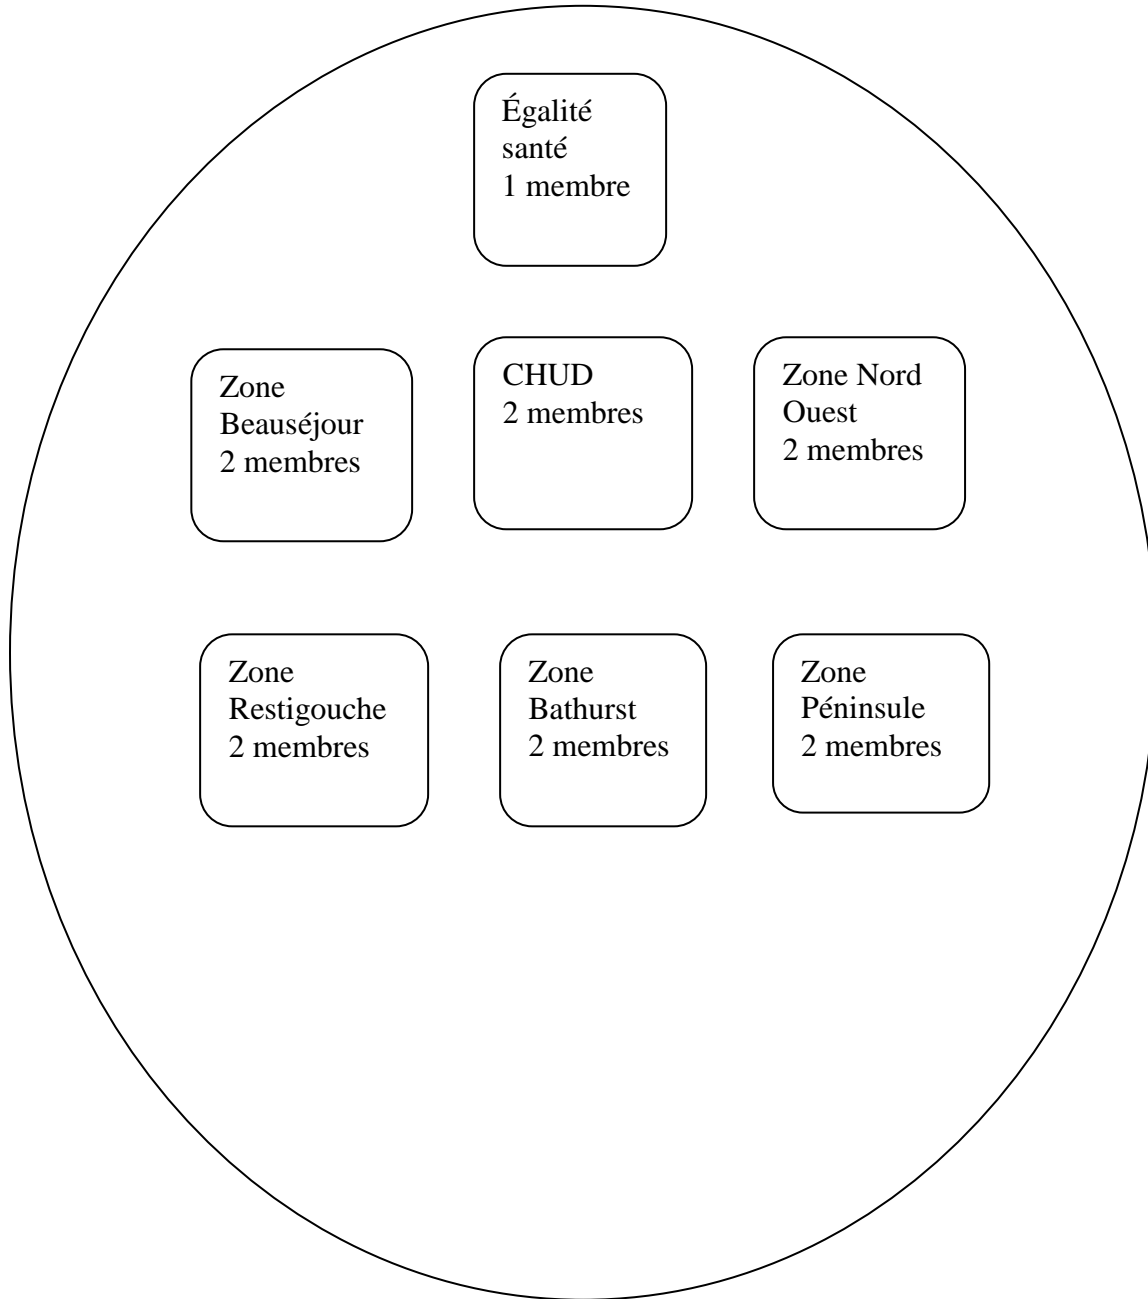 Égalité
santé
1 membre
Zone
Beauséjour
2 membres
CHUD
2 membres
Zone Nord
Ouest
2 membres
Zone
Restigouche
2 membres
Zone
Bathurst
2 membres
Zone
Péninsule
2 membres